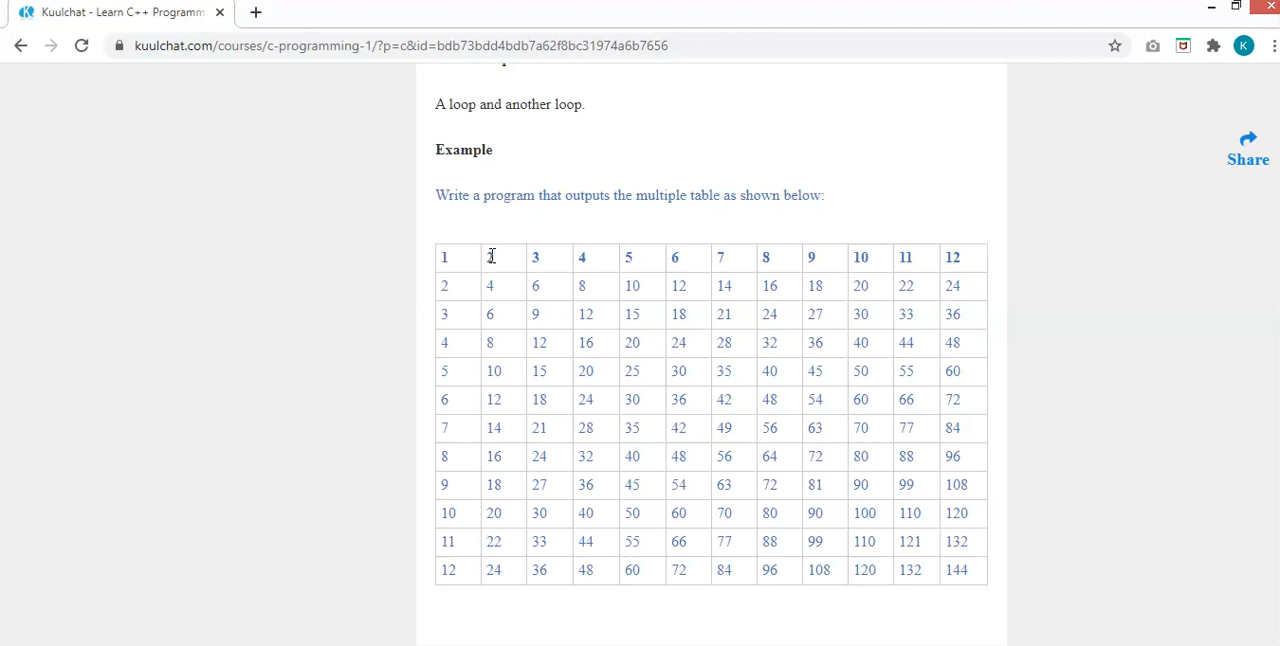 Kuulchat - Learn C++ Programm
kuulchat.com/courses/c-programming-1/?p=c&id=bdb73bdd4bdb7a62f8bc31974a6b7656
K
A loop and another loop.
Example
Share
Write a program that outputs the multiple table as shown below:
1 2 3 4 5 6 7 8 9 10 11 12
2 4 6 8 10 12 14 16 18 20 22 24
3 6 9 12 15 18 21 24 27 30 33 36
4 8 12 16 20 24 28 32 36 40 44 48
5 10 15 20 25 30 35 40 45 50 55 60
6 12 18 24 30 36 42 48 54 60 66 72
7 14 21 28 35 42 49 56 63 70 77 84
8 16 24 32 40 48 56 64 72 80 88 96
9 18 27 36 45 54 63 72 81 90 99 108
10 20 30 40 50 60 70 80 90 100 110 120
11 22 33 44 55 66 77 88 99 110 121 132
12 24 36 48 60 72 84 96 108 120 132 144